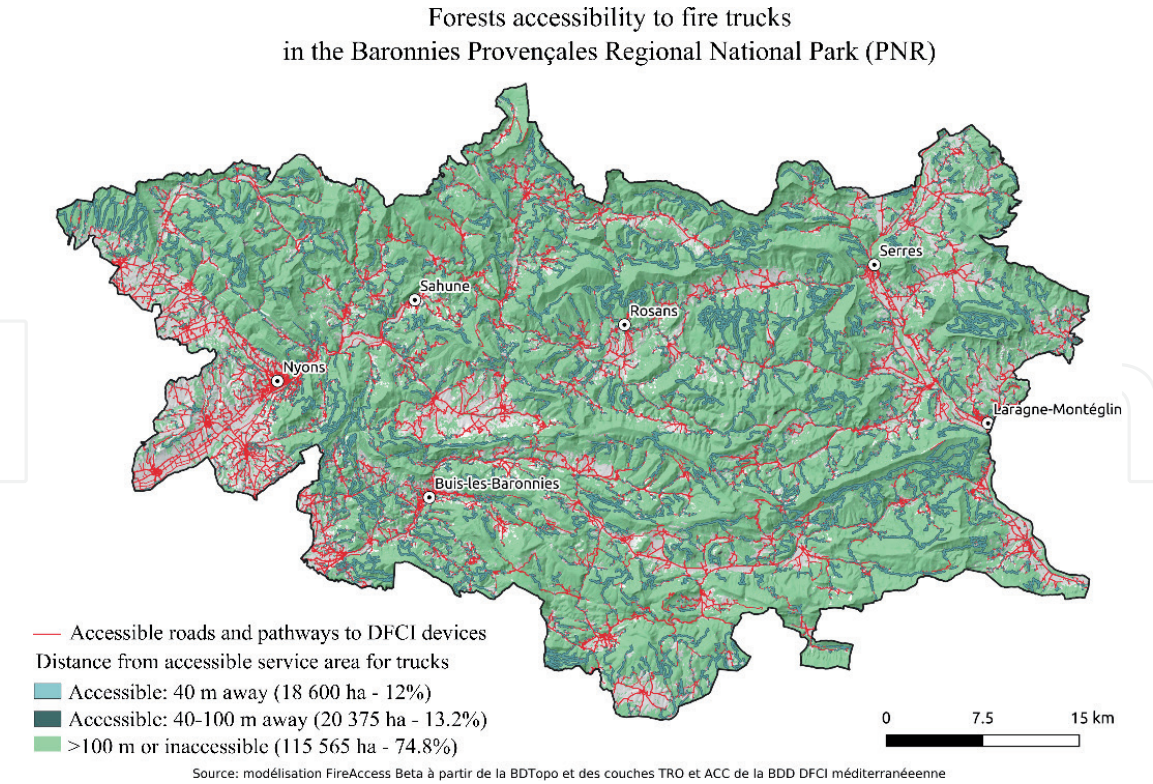 Forests accessibility to fire trucks
in the Baronnies Provençales Regional National Park (PNR)
Serres
Sahune
Rosans
Nyons
Laragne-Montéglin
Buis-les-Baronnies
Accessible roads and pathways to DFCI devices
Distance from accessible service area for trucks
Accessible: 40 m away (18 600 ha - 12%)
Accessible: 40-100 m away (20 375 ha - 13.2%)
>100 m or inaccessible (115 565 ha - 74.8%)
0 7.5 15 km
Source: modélisation FireAccess Beta à partir de la BDTopo et des couches TRO et ACC de la BDD DFCI méditerranéeenne